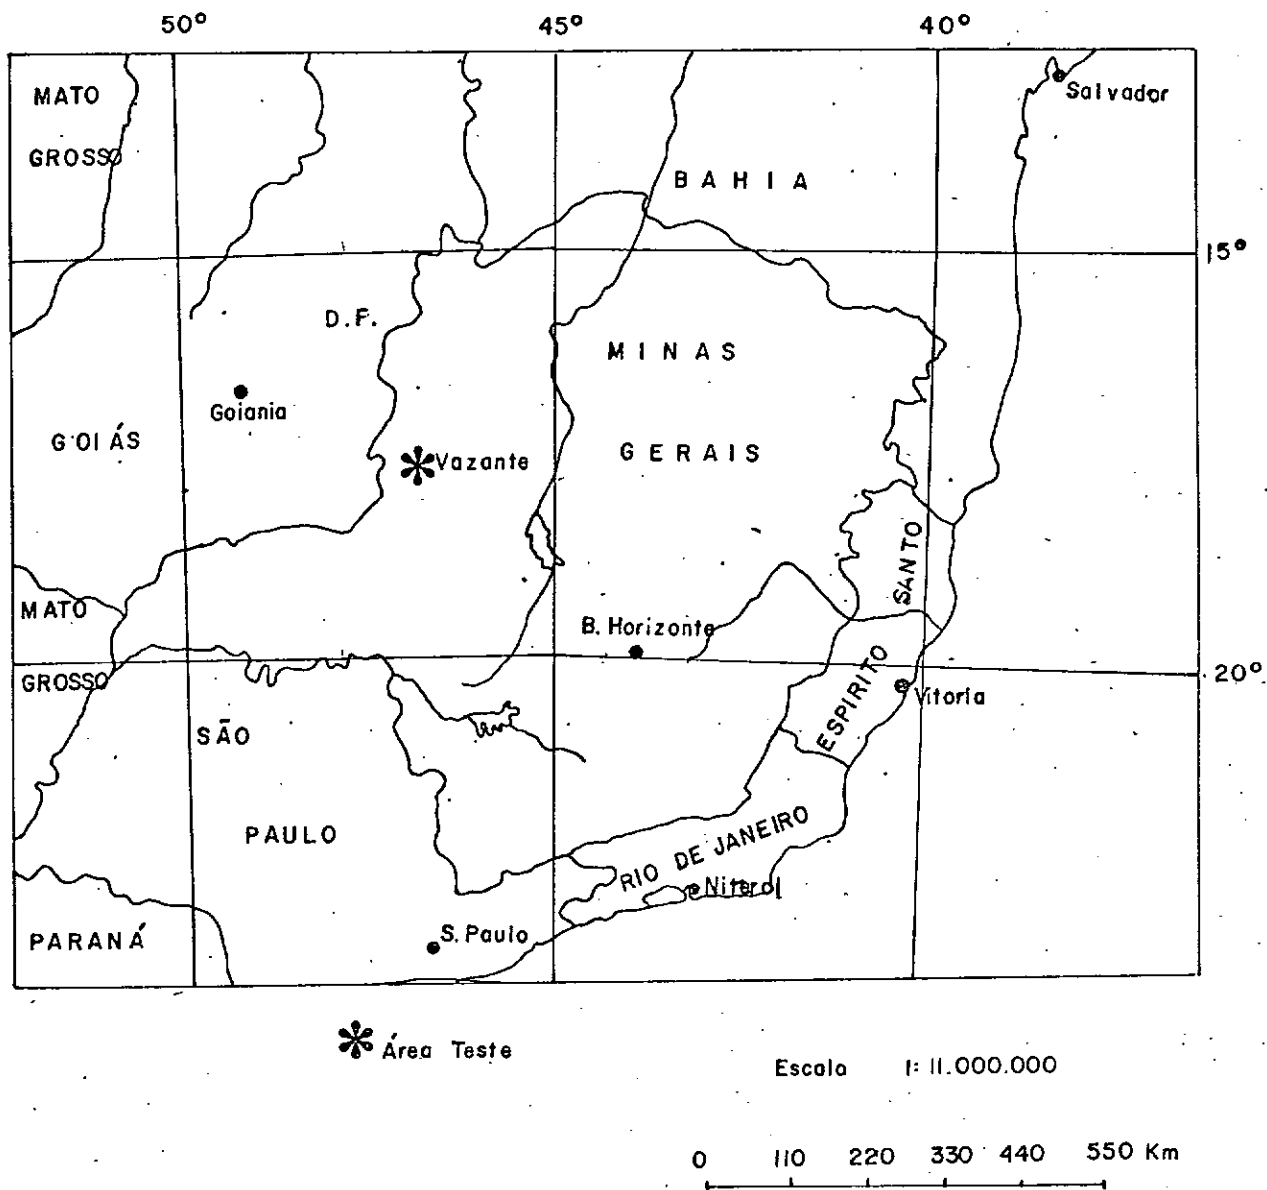 50° 45° 40°
MATO
GROSSO
Salvador
BAHIA
15°
D.F.
MINAS
Goiania
GOIÁS
GERAIS
Vazante
SANTO
MATO
B. Horizonte
GROSSO
20°
ESPIRITO
Vitoria
SÃO
PAULO
RIO DE JANEIRO
Niteroi
PARANÁ
S. Paulo
Área Teste
Escala 1: 11.000.000
0 110 220 330 440 550 Km